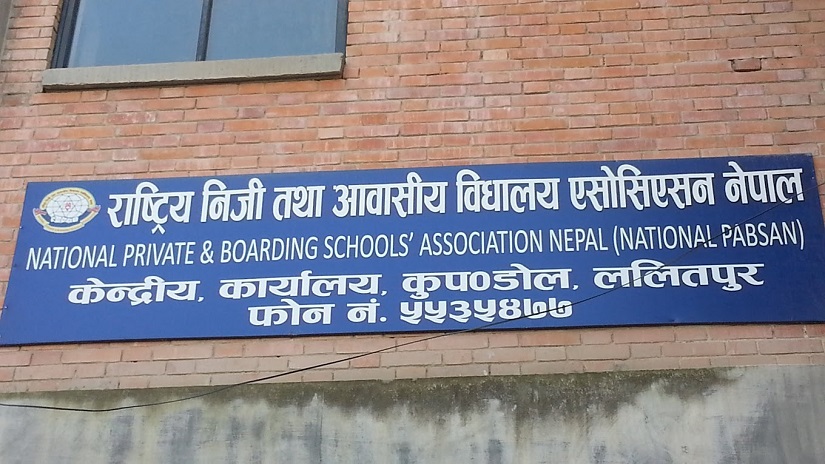 राष्ट्रिय निजी तथा आवासीय विद्यालय एसोसिएसन नेपाल
NATIONAL PRIVATE & BOARDING SCHOOLS' ASSOCIATION NEPAL (NATIONAL PABSAN)
केन्द्रीय, कार्यालय, कुप०डोल, ललितपुर
फोन नं. ५५३५४७७